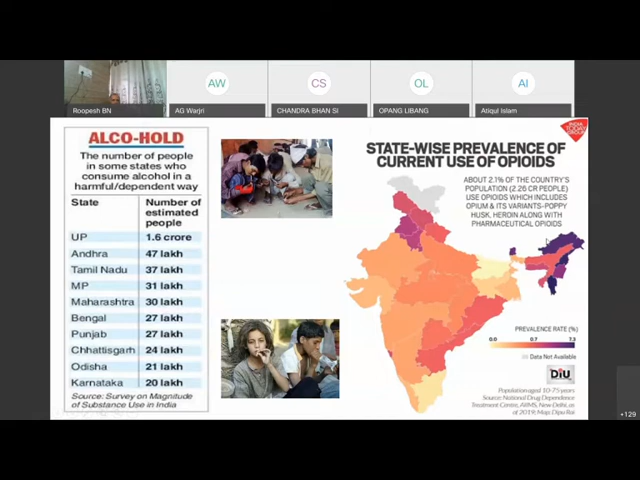 AW
CS
OL
AI
Roopesh BN
AG Warjri
CHANDRA BHAN SI
OPANG LIBANG
Atiqul Islam
ALCO-HOLD
The number of people
in some states who
consume alcohol in a
harmful/dependent way
State Number of
estimated
people
UP 1.6 crore
Andhra 47 lakh
Tamil Nadu 37 lakh
MP 31 lakh
Maharashtra 30 lakh
Bengal 27 lakh
Punjab 27 lakh
Chhattisgarh 24 lakh
Odisha 21 lakh
Karnataka 20 lakh
Source: Survey on Magnitude
of Substance Use in India
INDIA
TODAY
GROUP
STATE-WISE PREVALENCE OF
CURRENT USE OF OPIOIDS
ABOUT 2.1% OF THE COUNTRY'S
POPULATION (2.26 CR PEOPLE)
USE OPIOIDS WHICH INCLUDES
OPIUM & ITS VARIANTS-POPPY
HUSK, HEROIN ALONG WITH
PHARMACEUTICAL OPIOIDS
PREVALENCE RATE (%)
0.0 0.7 7.3
Data Not Available
DIU
Population aged 10-75 years
Source: National Drug Dependence
Treatment Centre, AIIMS, New Delhi, as
of 2019; Map: Dipu Rai
+129